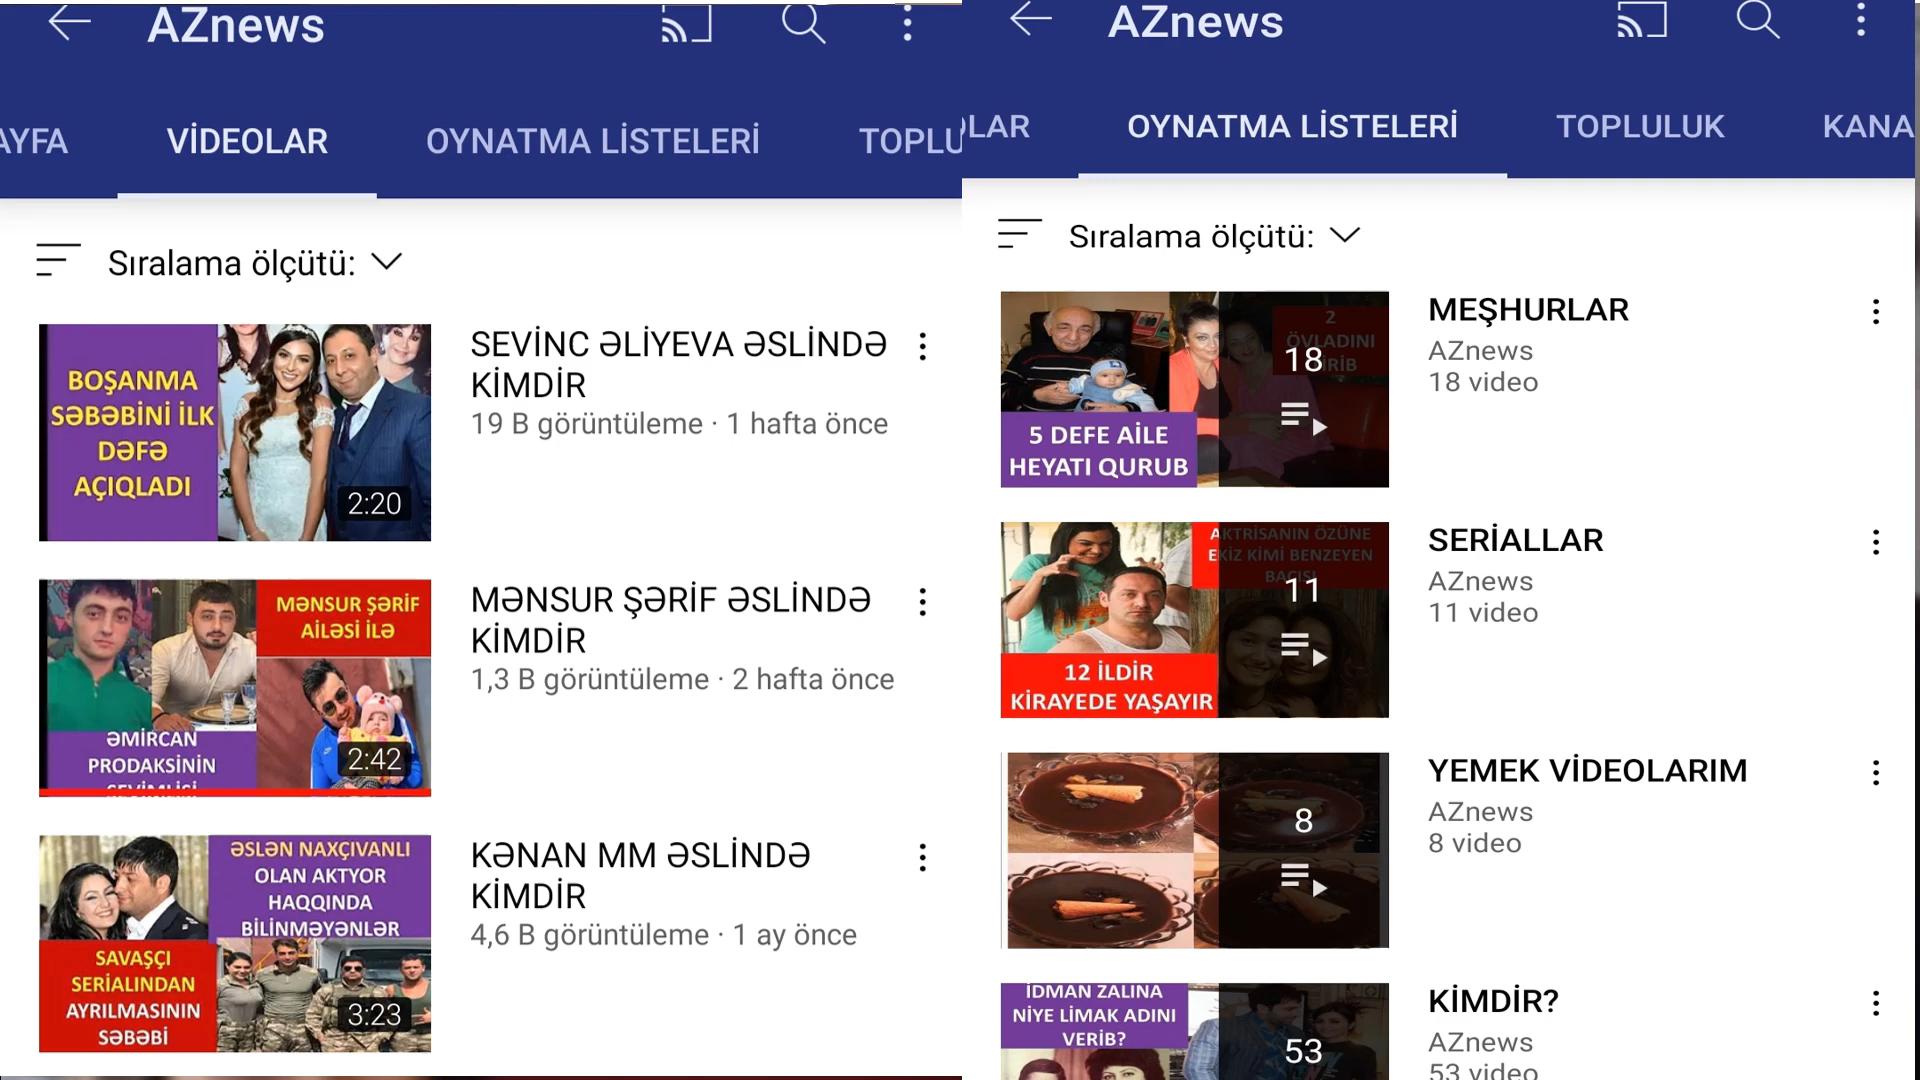 AZnews
AYFA
VİDEOLAR
OYNATMA LİSTELERİ
TOPLU
Sıralama ölçütü:
BOŞANMA
SƏBƏBİNİ İLK
DƏFƏ
AÇIQLADI
2:20
SEVİNC ƏLİYEVA ƏSLİNDƏ
KİMDİR
19 B görüntüleme · 1 hafta önce
MƏNSUR ŞƏRİF
AİLƏSİ İLƏ
ƏMİRCAN
PRODAKSİNİN
SEVİMLİSİ
2:42
MƏNSUR ŞƏRİF ƏSLİNDƏ
KİMDİR
1,3 B görüntüleme · 2 hafta önce
ƏSLƏN NAXÇIVANLI
OLAN AKTYOR
HAQQINDA
BİLİNMƏYƏNLƏR
SAVAŞÇI
SERİALINDAN
AYRILMASININ
SƏBƏBİ
3:23
KƏNAN MM ƏSLİNDƏ
KİMDİR
4,6 B görüntüleme · 1 ay önce
AZnews
LAR
OYNATMA LİSTELERİ
TOPLULUK
KANA
Sıralama ölçütü:
2
ÖVLADINI
5 DEFE AİLE
HEYATI QURUB
18
MEŞHURLAR
AZnews
18 video
AKTRİSANIN ÖZÜNE
EKİZ KİMİ BENZEYEN
BACISI
12 İLDİR
KİRAYEDE YAŞAYIR
11
SERİALLAR
AZnews
11 video
8
YEMEK VİDEOLARIM
AZnews
8 video
İDMAN ZALINA
NİYE LİMAK ADINI
VERİB?
53
KİMDİR?
AZnews
53 video